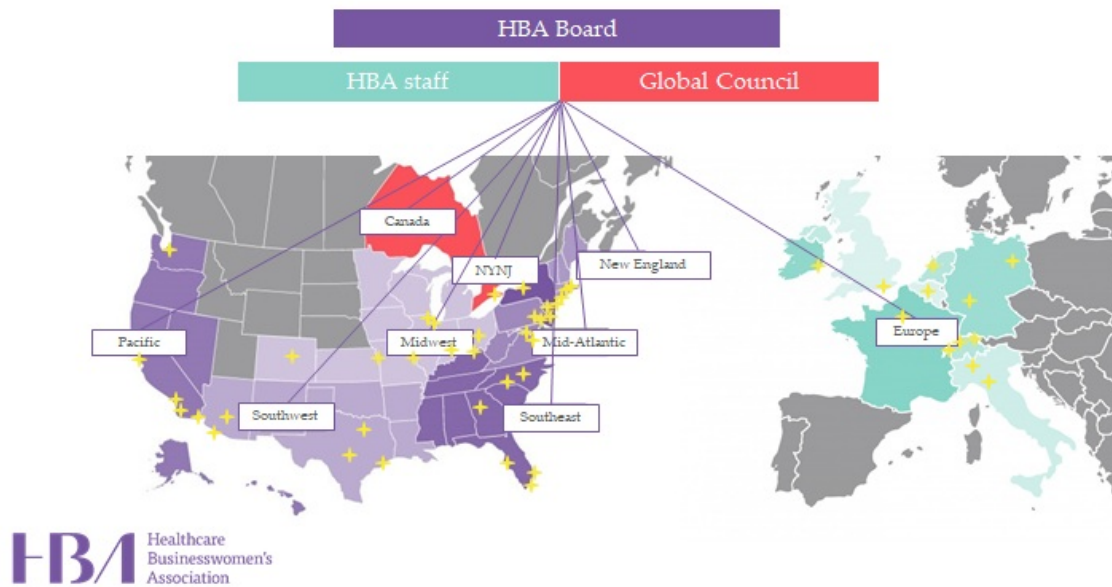 HBA Board
HBA staff
Global Council
Canada
NYNJ
New England
Pacific
Midwest
Mid-Atlantic
Europe
Southwest
Southeast
HBA
Healthcare
Businesswomen's
Association